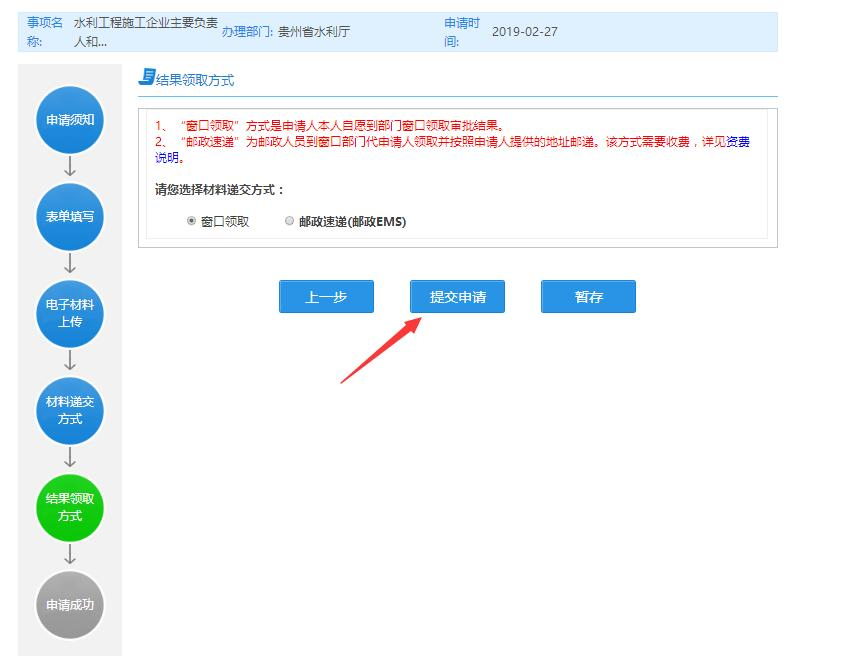 事项名称: 水利工程施工企业主要负责人和... 办理部门: 贵州省水利厅 申请时间: 2019-02-27
结果领取方式
1、 “窗口领取”方式是申请人本人自愿到部门窗口领取审批结果。
2、 “邮政速递”为邮政人员到窗口部门代申请人领取并按照申请人提供的地址邮递。该方式需要收费，详见资费
说明。
请您选择材料递交方式：
窗口领取 邮政速递(邮政EMS)
上一步 提交申请 暂存
申请须知
表单填写
电子材料
上传
材料递交
方式
结果领取
方式
申请成功